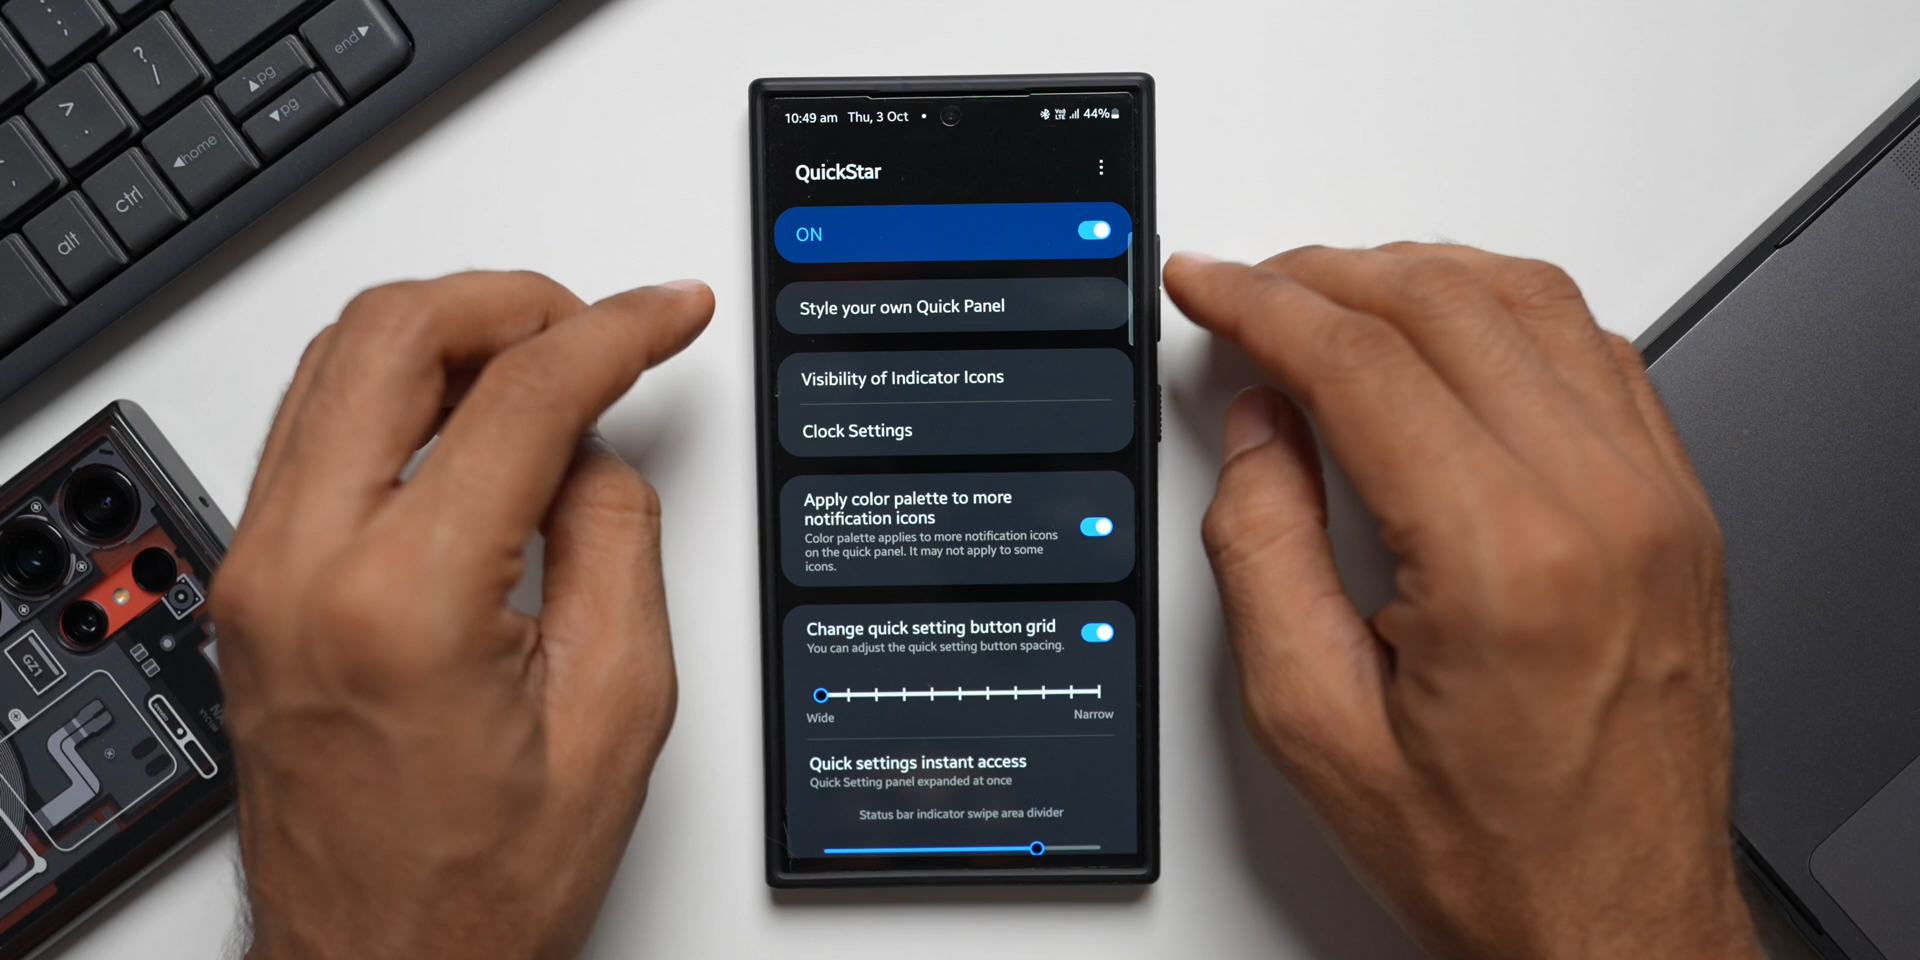 end
? /
pg
> .
pg
home
ctrl
alt
GZ1
10:49 am Thu, 3 Oct • 44%
QuickStar
ON
Style your own Quick Panel
Visibility of Indicator Icons
Clock Settings
Apply color palette to more
notification icons
Color palette applies to more notification icons
on the quick panel. It may not apply to some
icons.
Change quick setting button grid
You can adjust the quick setting button spacing.
Wide Narrow
Quick settings instant access
Quick Setting panel expanded at once
Status bar indicator swipe area divider